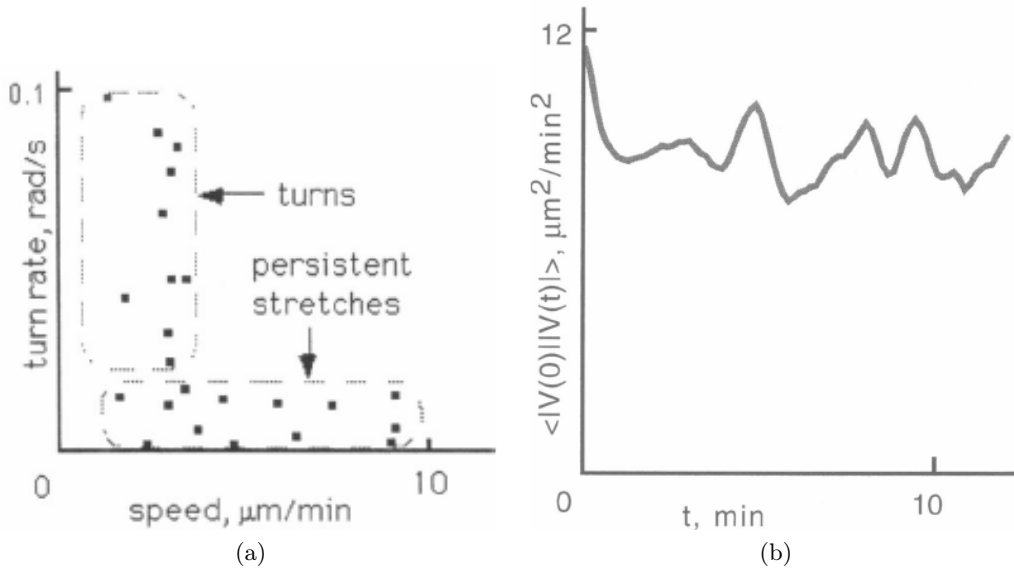 0.1
turn rate, rad/s
turns
persistent
stretches
0
10
speed, μm/min
(a)
12
<|V(0)||V(t)|>, μm²/min²
0
10
t, min
(b)